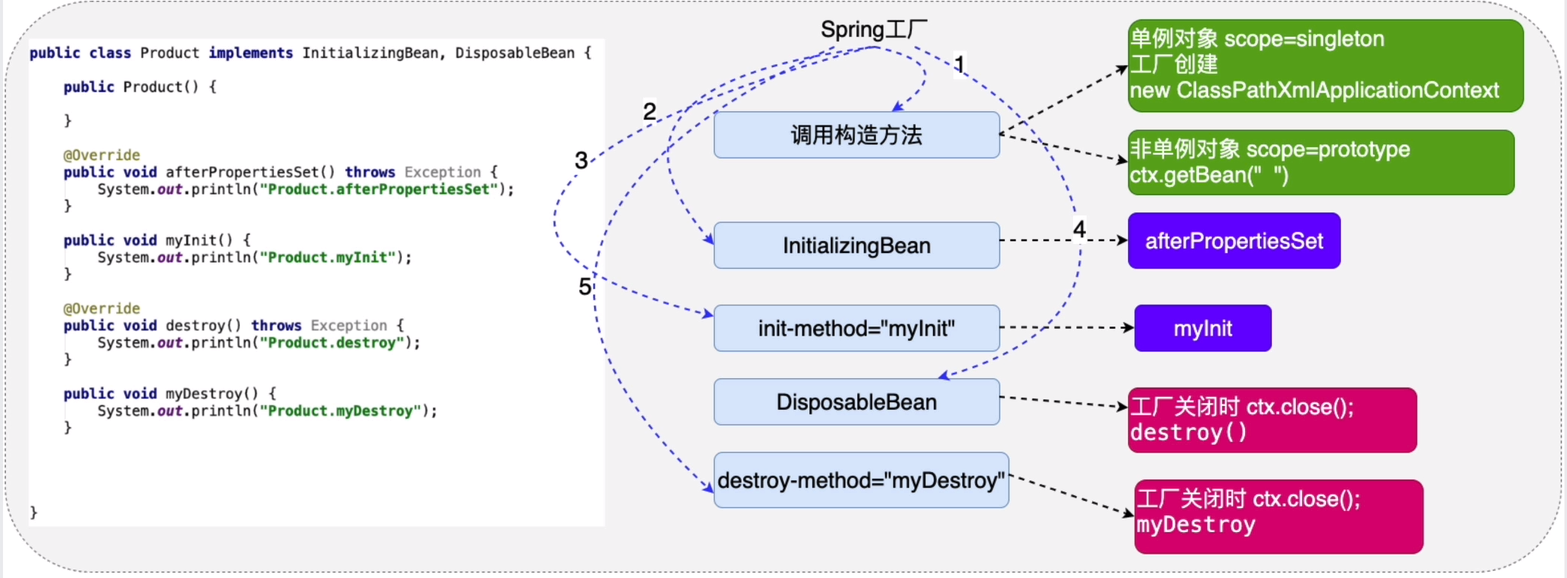 public class Product implements InitializingBean, DisposableBean {
public Product() {
}
@Override
public void afterPropertiesSet() throws Exception {
System.out.println("Product.afterPropertiesSet");
}
public void myInit() {
System.out.println("Product.myInit");
}
@Override
public void destroy() throws Exception {
System.out.println("Product.destroy");
}
public void myDestroy() {
System.out.println("Product.myDestroy");
}
}
Spring工厂
1
2
3
4
5
调用构造方法
单例对象 scope=singleton
工厂创建
new ClassPathXmlApplicationContext
非单例对象 scope=prototype
ctx.getBean(" ")
InitializingBean
afterPropertiesSet
init-method="myInit"
myInit
DisposableBean
工厂关闭时 ctx.close();
destroy()
destroy-method="myDestroy"
工厂关闭时 ctx.close();
myDestroy